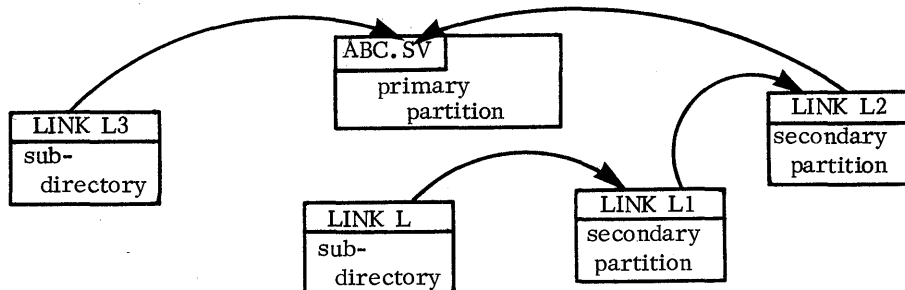 ABC.SV
primary
partition
LINK L3
sub-
directory
LINK L2
secondary
partition
LINK L
sub-
directory
LINK L1
secondary
partition